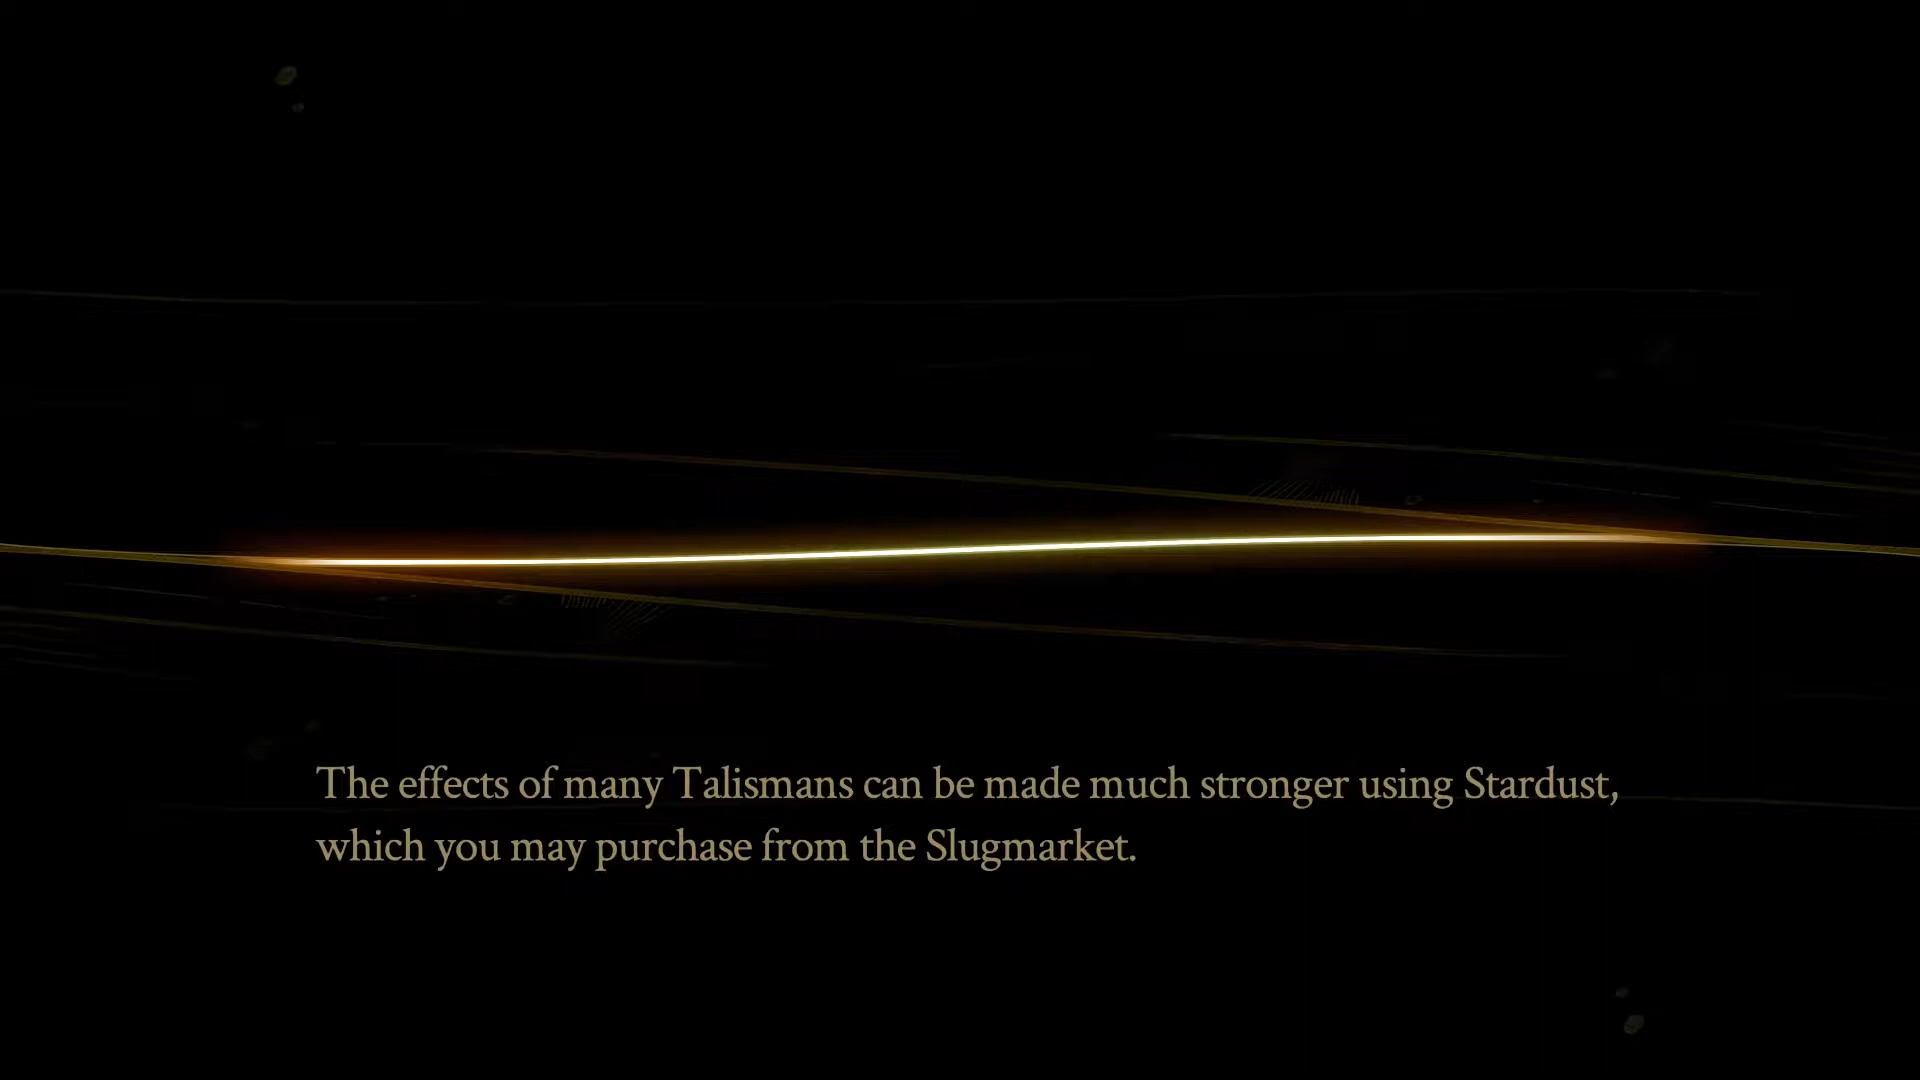 The effects of many Talismans can be made much stronger using Stardust,
which you may purchase from the Slugmarket.